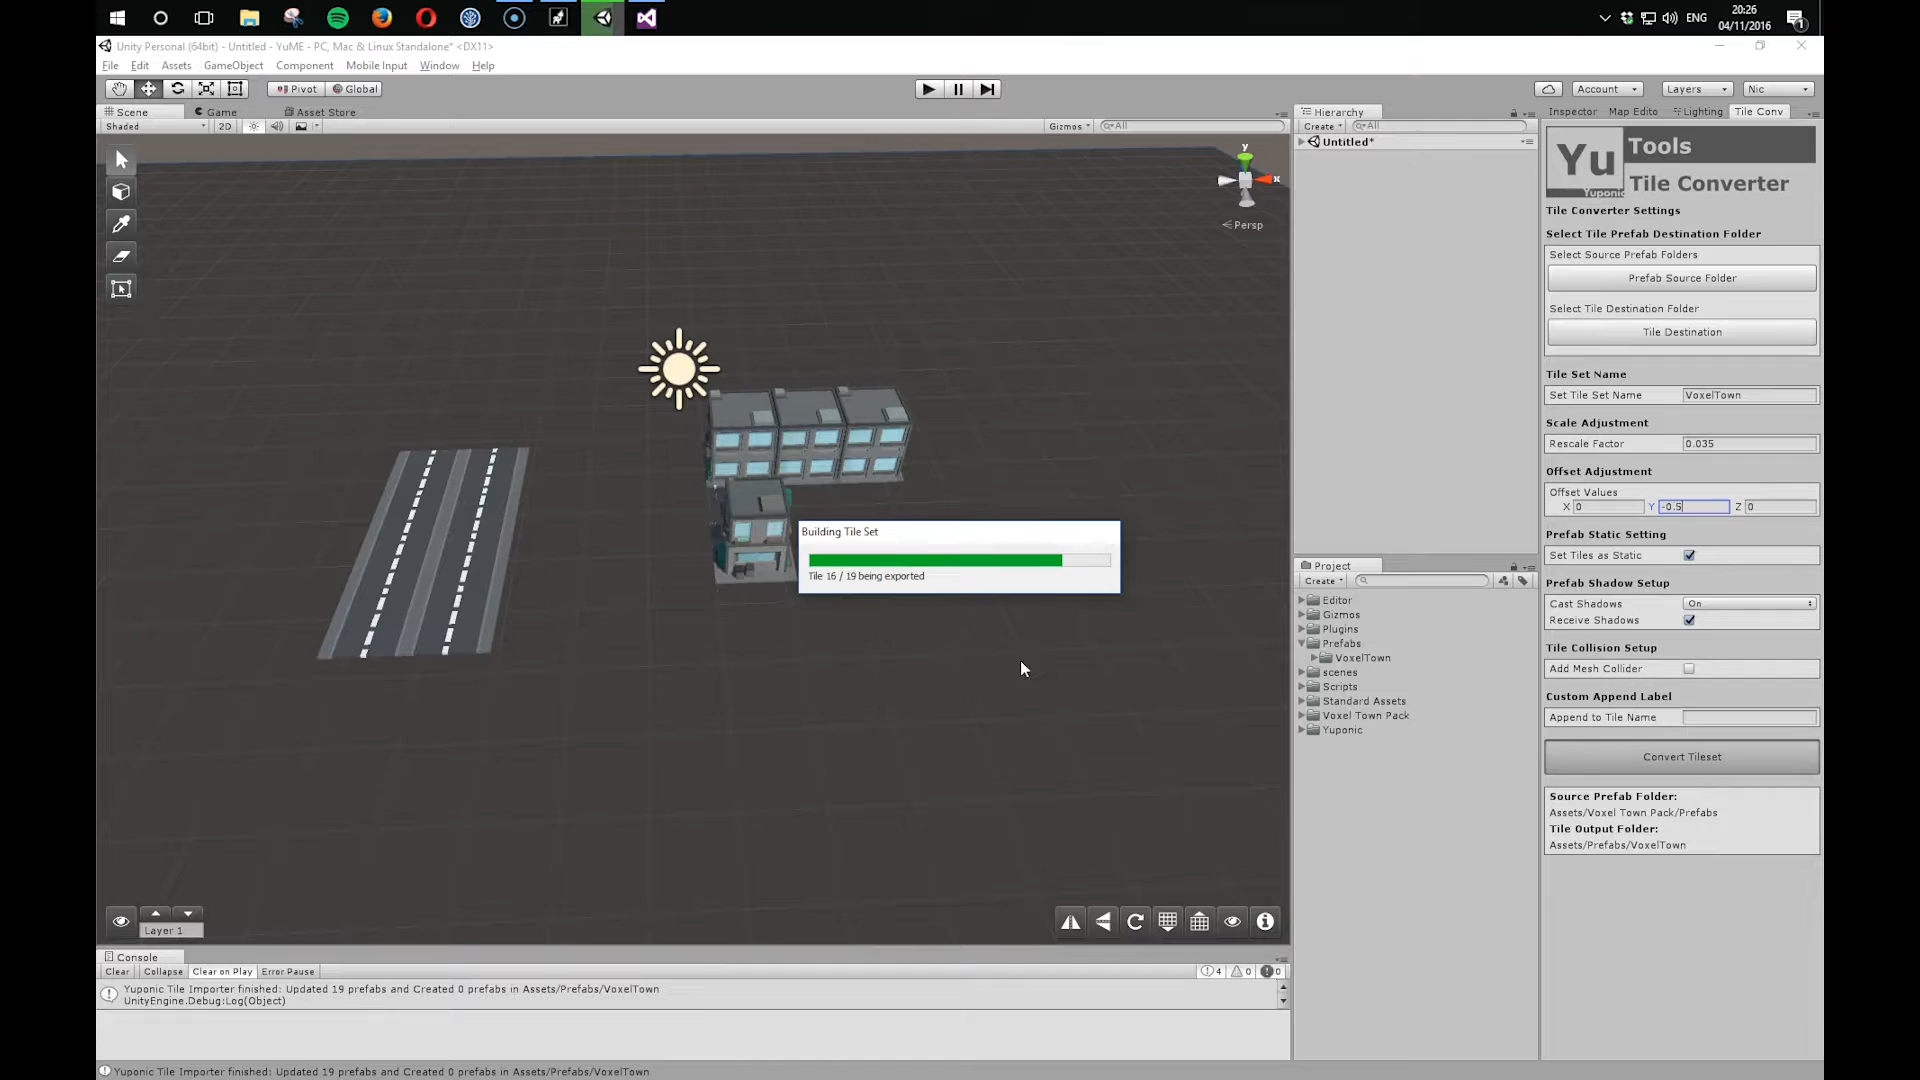 20:26
ENG
04/11/2016
1
Unity Personal (64bit) - Untitled - YuME - PC, Mac & Linux Standalone* <DX11>
File Edit Assets GameObject Component Mobile Input Window Help
Pivot Global
Account Layers Nic
Scene Game Asset Store
Shaded 2D Gizmos All
y
x
Persp
Hierarchy
Create All
Untitled*
Inspector Map Edito Lighting Tile Conv
Yu
Yuponic
Tools
Tile Converter
Tile Converter Settings
Select Tile Prefab Destination Folder
Select Source Prefab Folders
Prefab Source Folder
Select Tile Destination Folder
Tile Destination
Tile Set Name
Set Tile Set Name VoxelTown
Scale Adjustment
Rescale Factor 0.035
Offset Adjustment
Offset Values
X 0 Y -0.5 Z 0
Prefab Static Setting
Set Tiles as Static
Prefab Shadow Setup
Cast Shadows On
Receive Shadows
Tile Collision Setup
Add Mesh Collider
Custom Append Label
Append to Tile Name
Convert Tileset
Source Prefab Folder:
Assets/Voxel Town Pack/Prefabs
Tile Output Folder:
Assets/Prefabs/VoxelTown
Building Tile Set
Tile 16 / 19 being exported
Project
Create
Editor
Gizmos
Plugins
Prefabs
VoxelTown
scenes
Scripts
Standard Assets
Voxel Town Pack
Yuponic
Layer 1
Console
Clear Collapse Clear on Play Error Pause 4 0 0
Yuponic Tile Importer finished: Updated 19 prefabs and Created 0 prefabs in Assets/Prefabs/VoxelTown
UnityEngine.Debug:Log(Object)
Yuponic Tile Importer finished: Updated 19 prefabs and Created 0 prefabs in Assets/Prefabs/VoxelTown